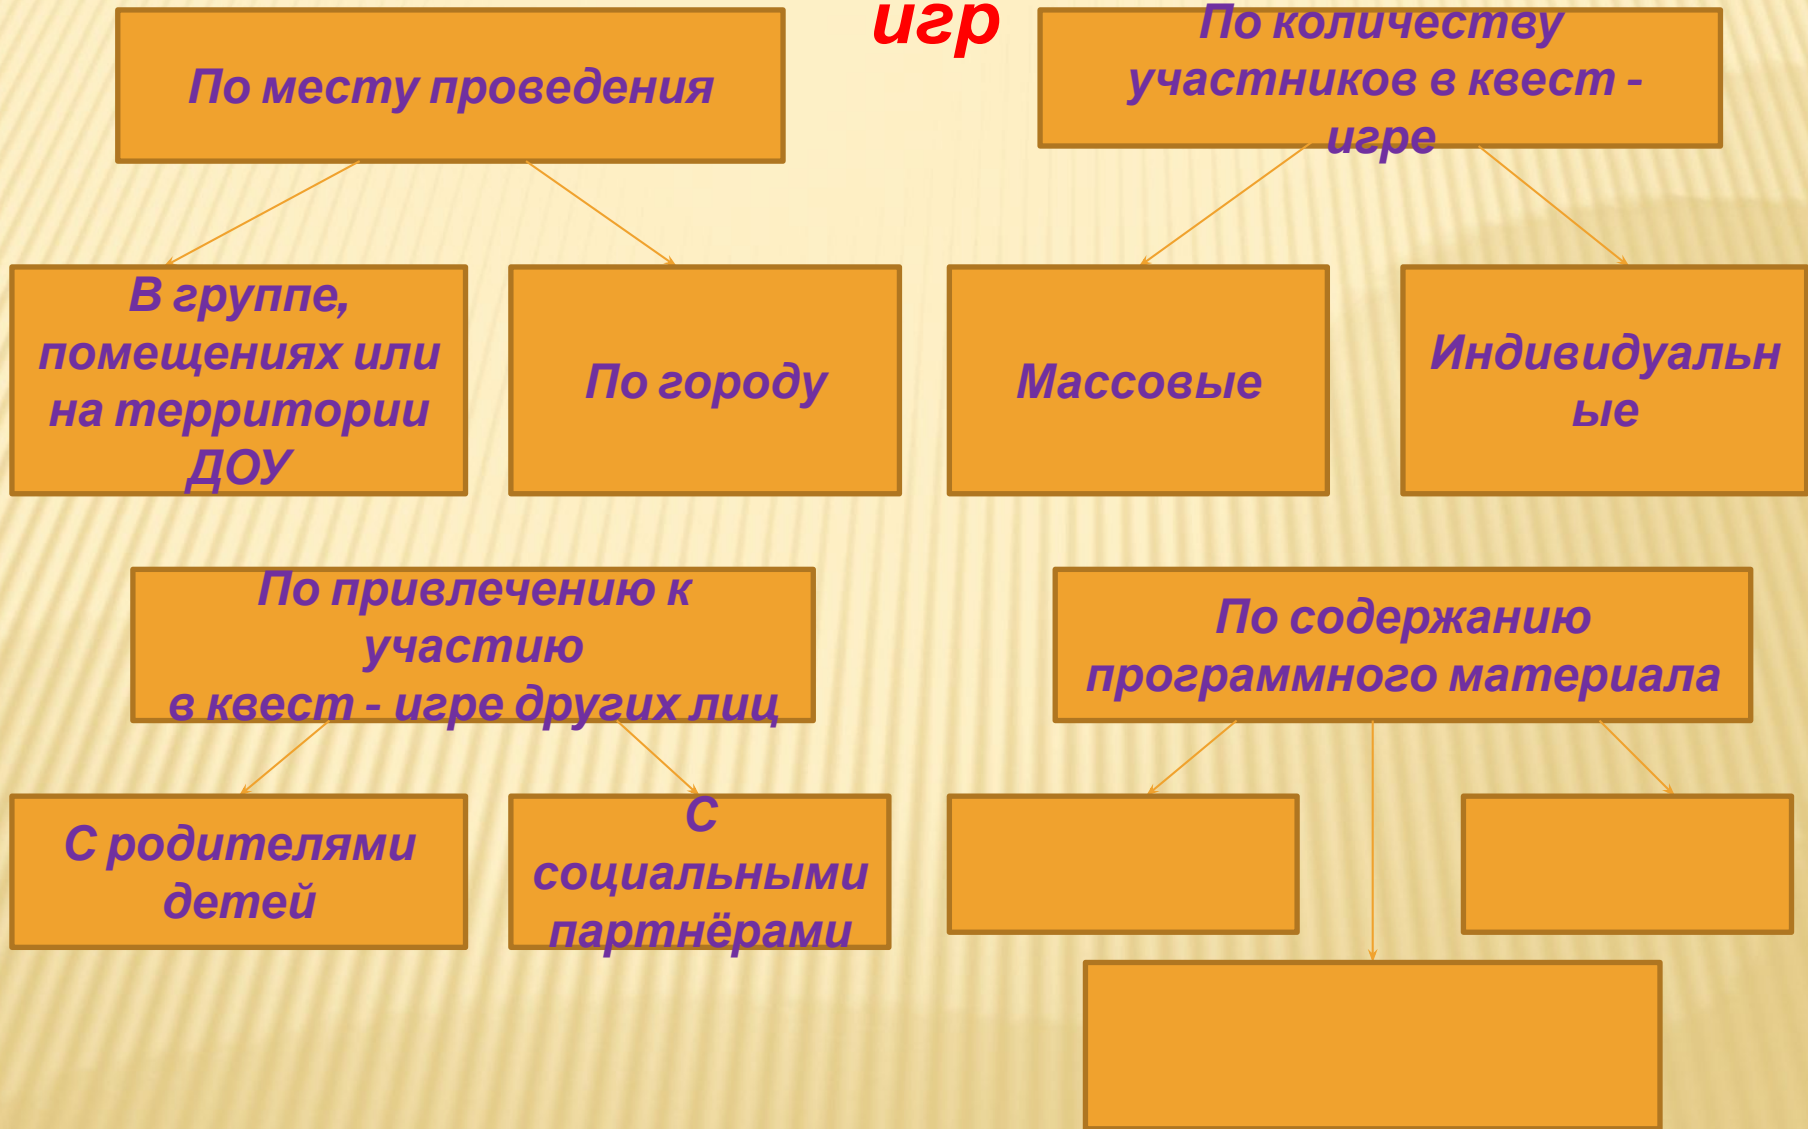 игр
По месту проведения
По количеству
участников в квест -
игре
В группе,
помещениях или
на территории
ДОУ
По городу
Массовые
Индивидуальн
ые
По привлечению к
участию
в квест - игре других лиц
По содержанию
программного материала
С родителями
детей
С
социальными
партнёрами